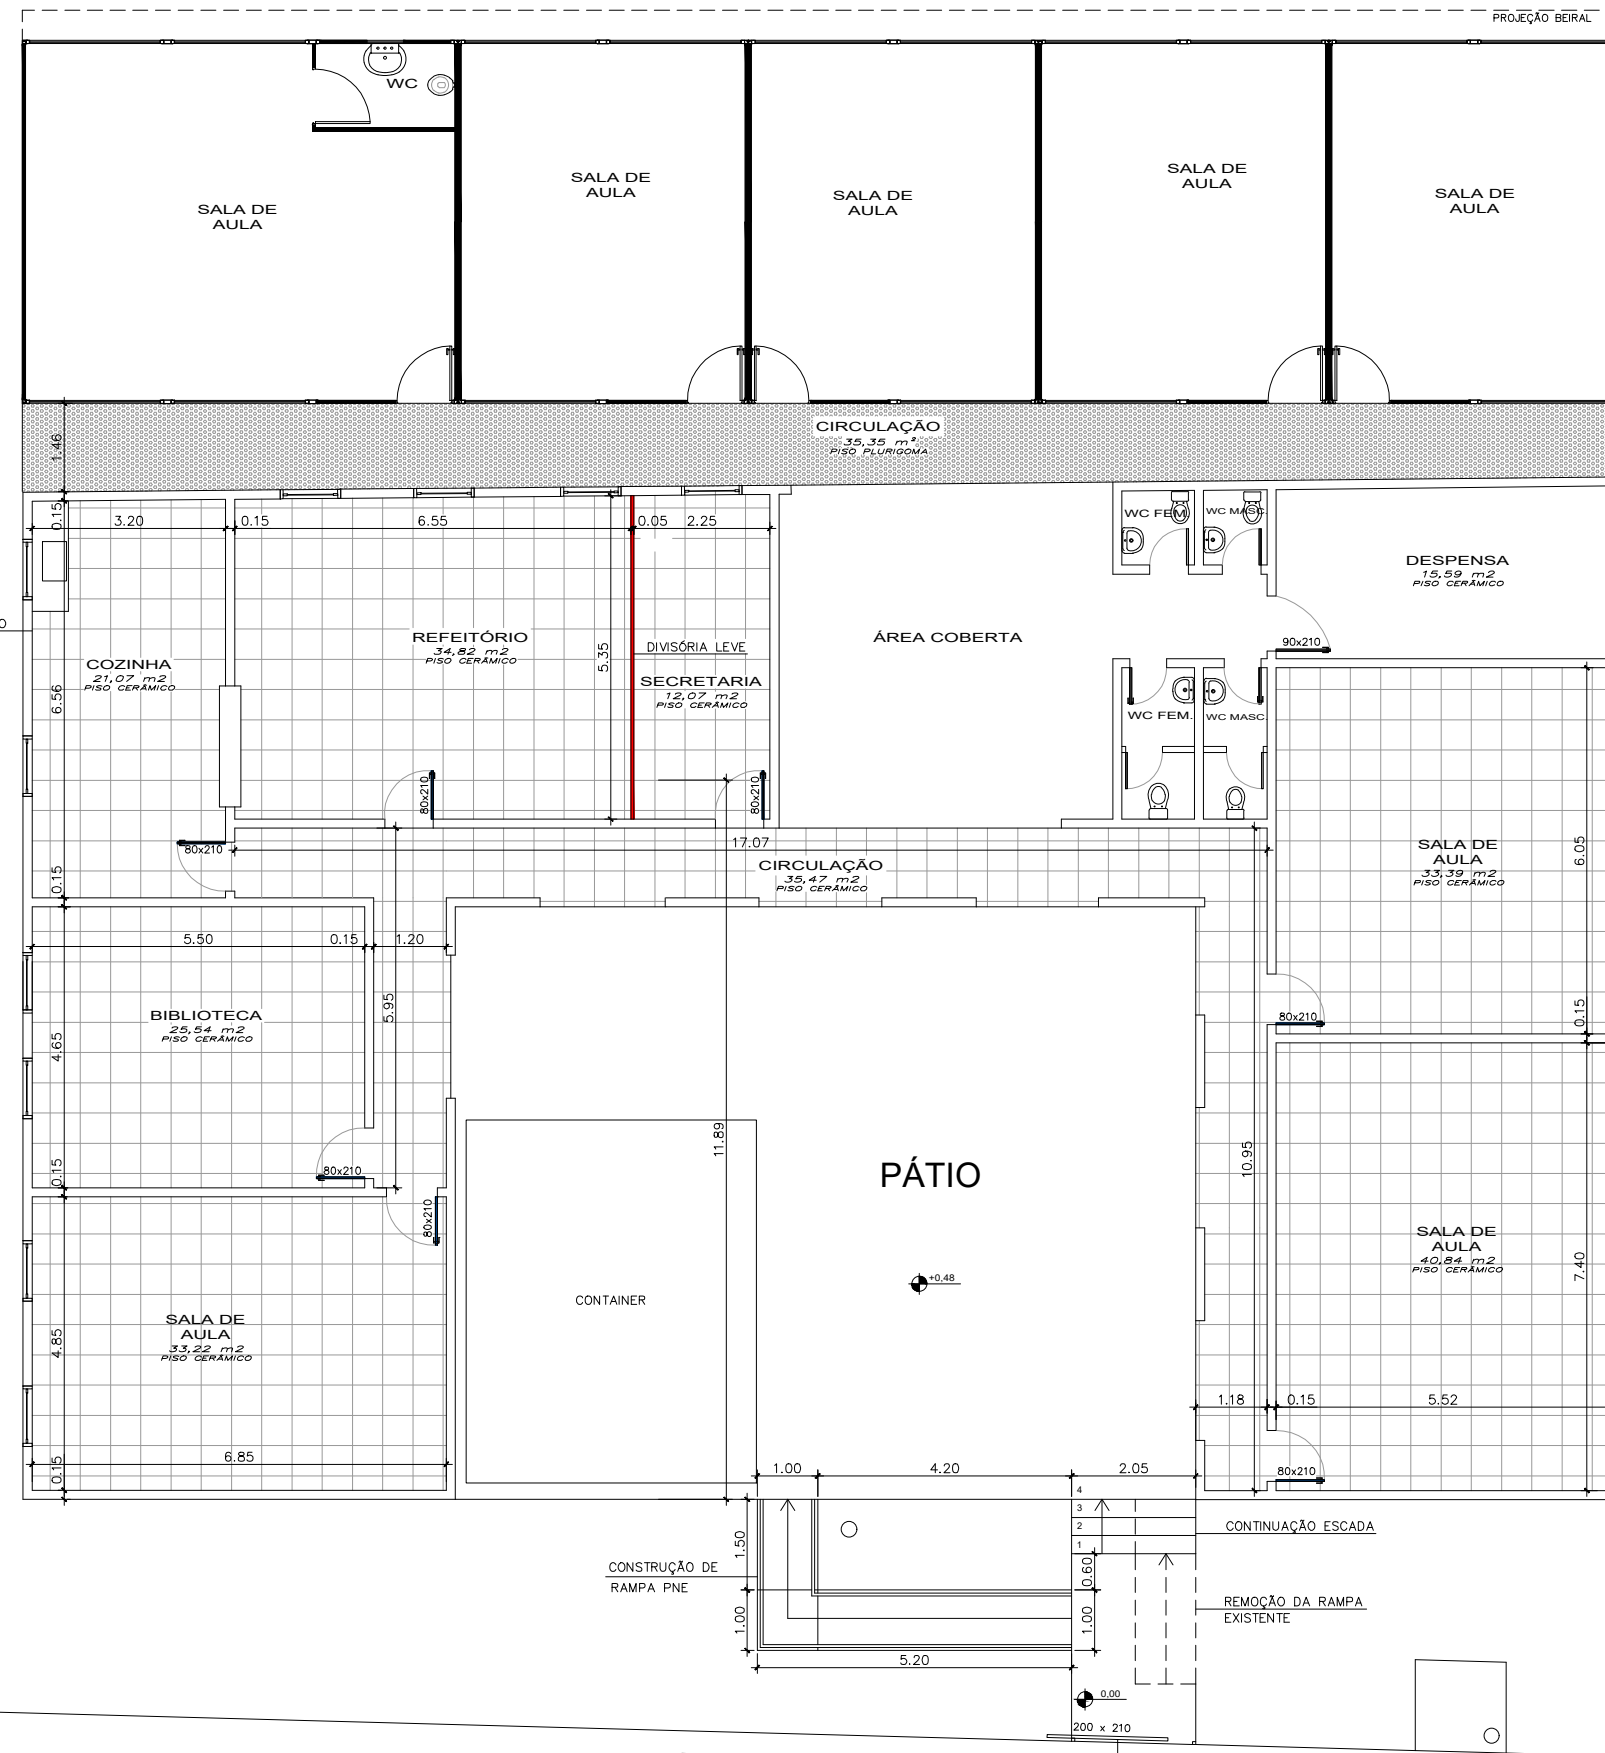 PROJEÇÃO BEIRAL
WC
SALA DE
AULA
SALA DE
AULA
SALA DE
AULA
SALA DE
AULA
SALA DE
AULA
CIRCULAÇÃO
35,35 m²
PISO PLURIGOMA
1.46
0.15
3.20
0.15
6.55
0.05
2.25
WC FEM.
WC MASC.
DESPENSA
15,59 m2
PISO CERÂMICO
O
REFEITÓRIO
34,82 m2
PISO CERÂMICO
5.35
DIVISÓRIA LEVE
SECRETARIA
12,07 m2
PISO CERÂMICO
ÁREA COBERTA
90x210
COZINHA
21,07 m2
PISO CERÂMICO
6.56
WC FEM.
WC MASC.
80x210
80x210
80x210
17.07
CIRCULAÇÃO
35,47 m2
PISO CERÂMICO
SALA DE
AULA
33,39 m2
PISO CERÂMICO
6.05
0.15
5.50
0.15
1.20
5.95
BIBLIOTECA
25,54 m2
PISO CERÂMICO
4.65
80x210
0.15
11.89
10.95
PÁTIO
0.15
80x210
80x210
SALA DE
AULA
40,84 m2
PISO CERÂMICO
7.40
+0,48
CONTAINER
SALA DE
AULA
33,22 m2
PISO CERÂMICO
4.85
1.18
0.15
5.52
6.85
0.15
1.00
4.20
2.05
80x210
4
3
2
1
CONTINUAÇÃO ESCADA
1.50
0.60
CONSTRUÇÃO DE
RAMPA PNE
REMOÇÃO DA RAMPA
EXISTENTE
1.00
1.00
5.20
0,00
200 x 210